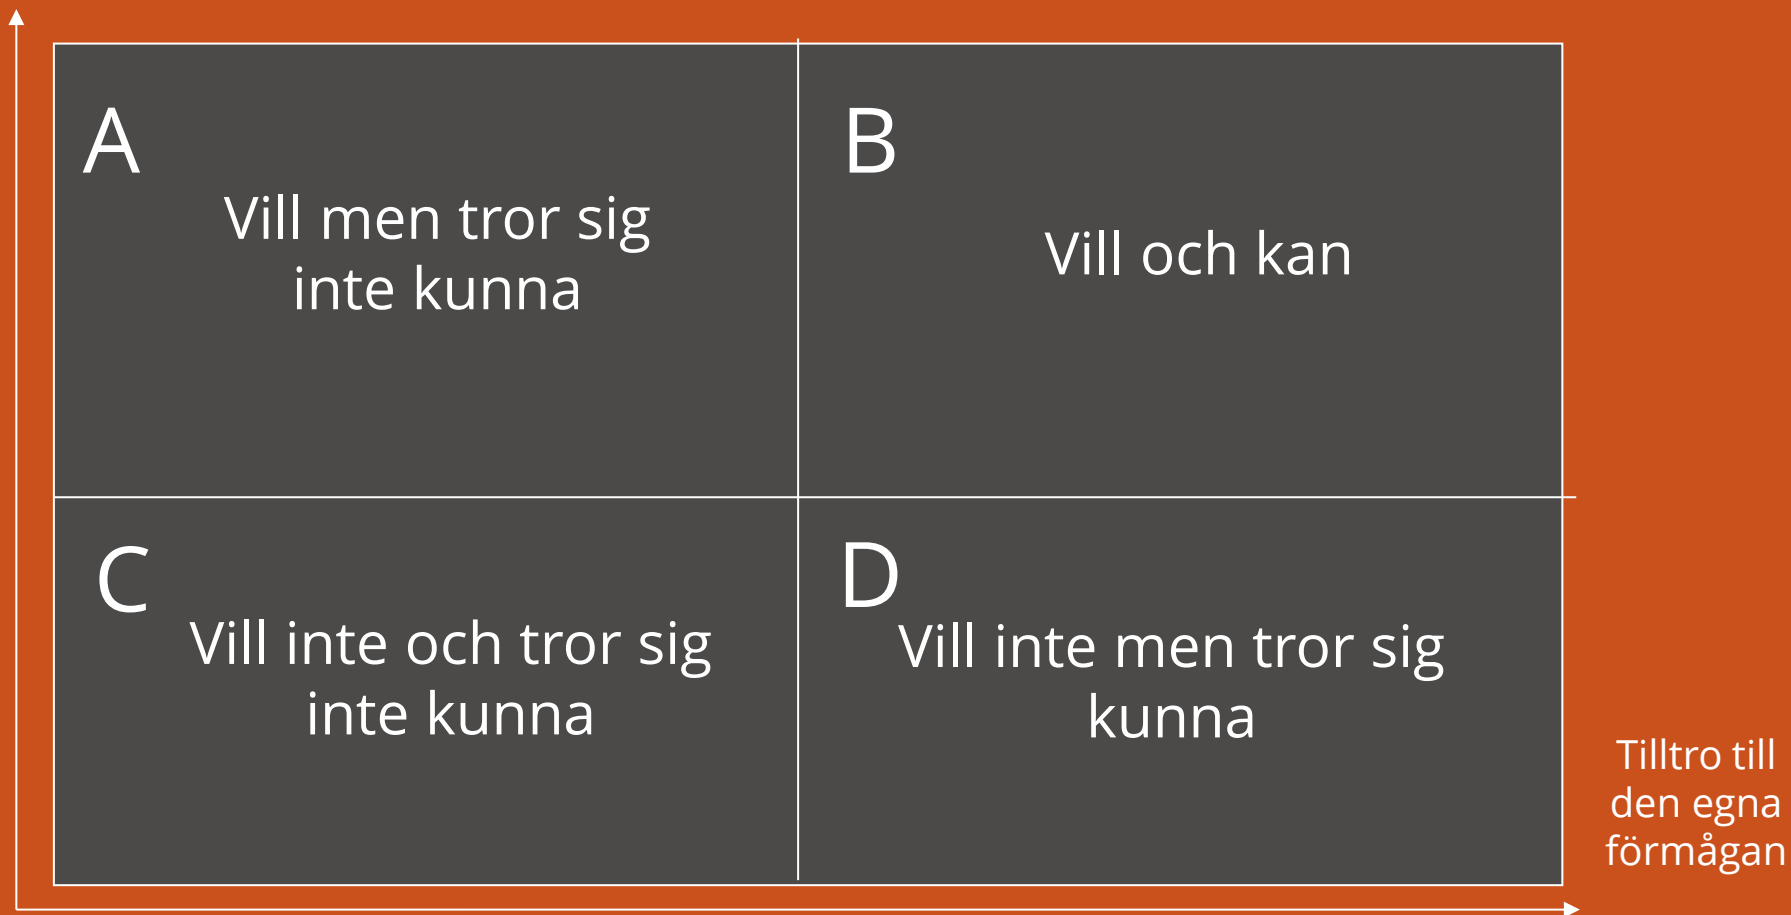 A
Vill men tror sig
inte kunna
B
Vill och kan
C
Vill inte och tror sig
inte kunna
D
Vill inte men tror sig
kunna
Tilltro till
den egna
förmågan